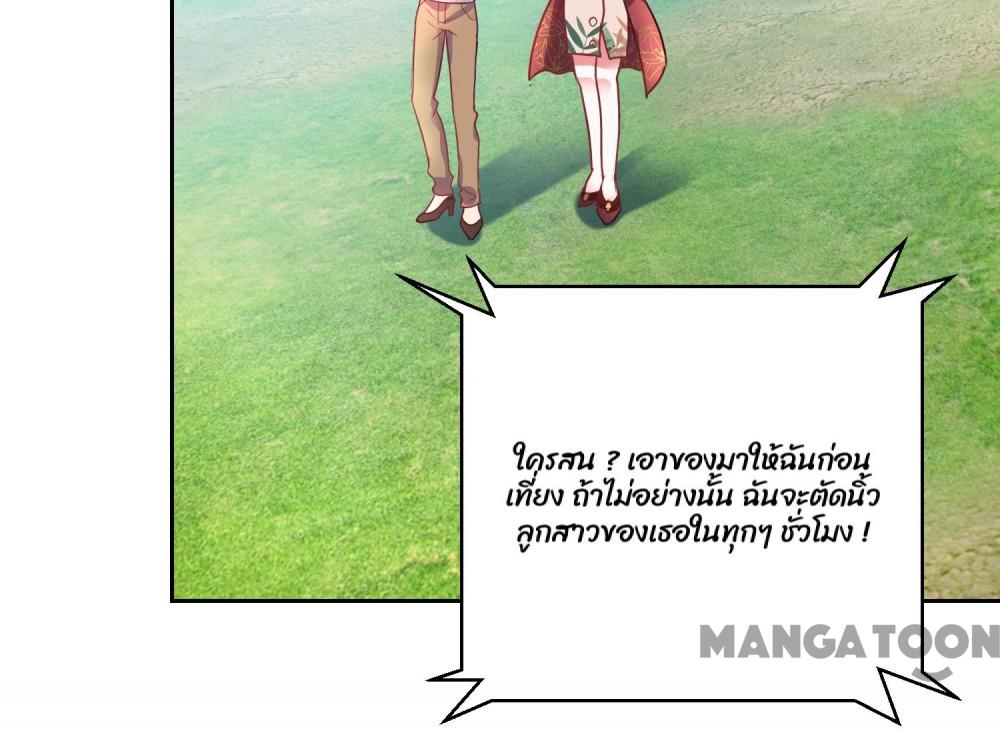 ใครสน ? เอาของมาให้ฉันก่อน
เที่ยง ถ้าไม่อย่างนั้น ฉันจะตัดนิ้ว
ลูกสาวของเธอในทุกๆ ชั่วโมง !
MANGA TOON